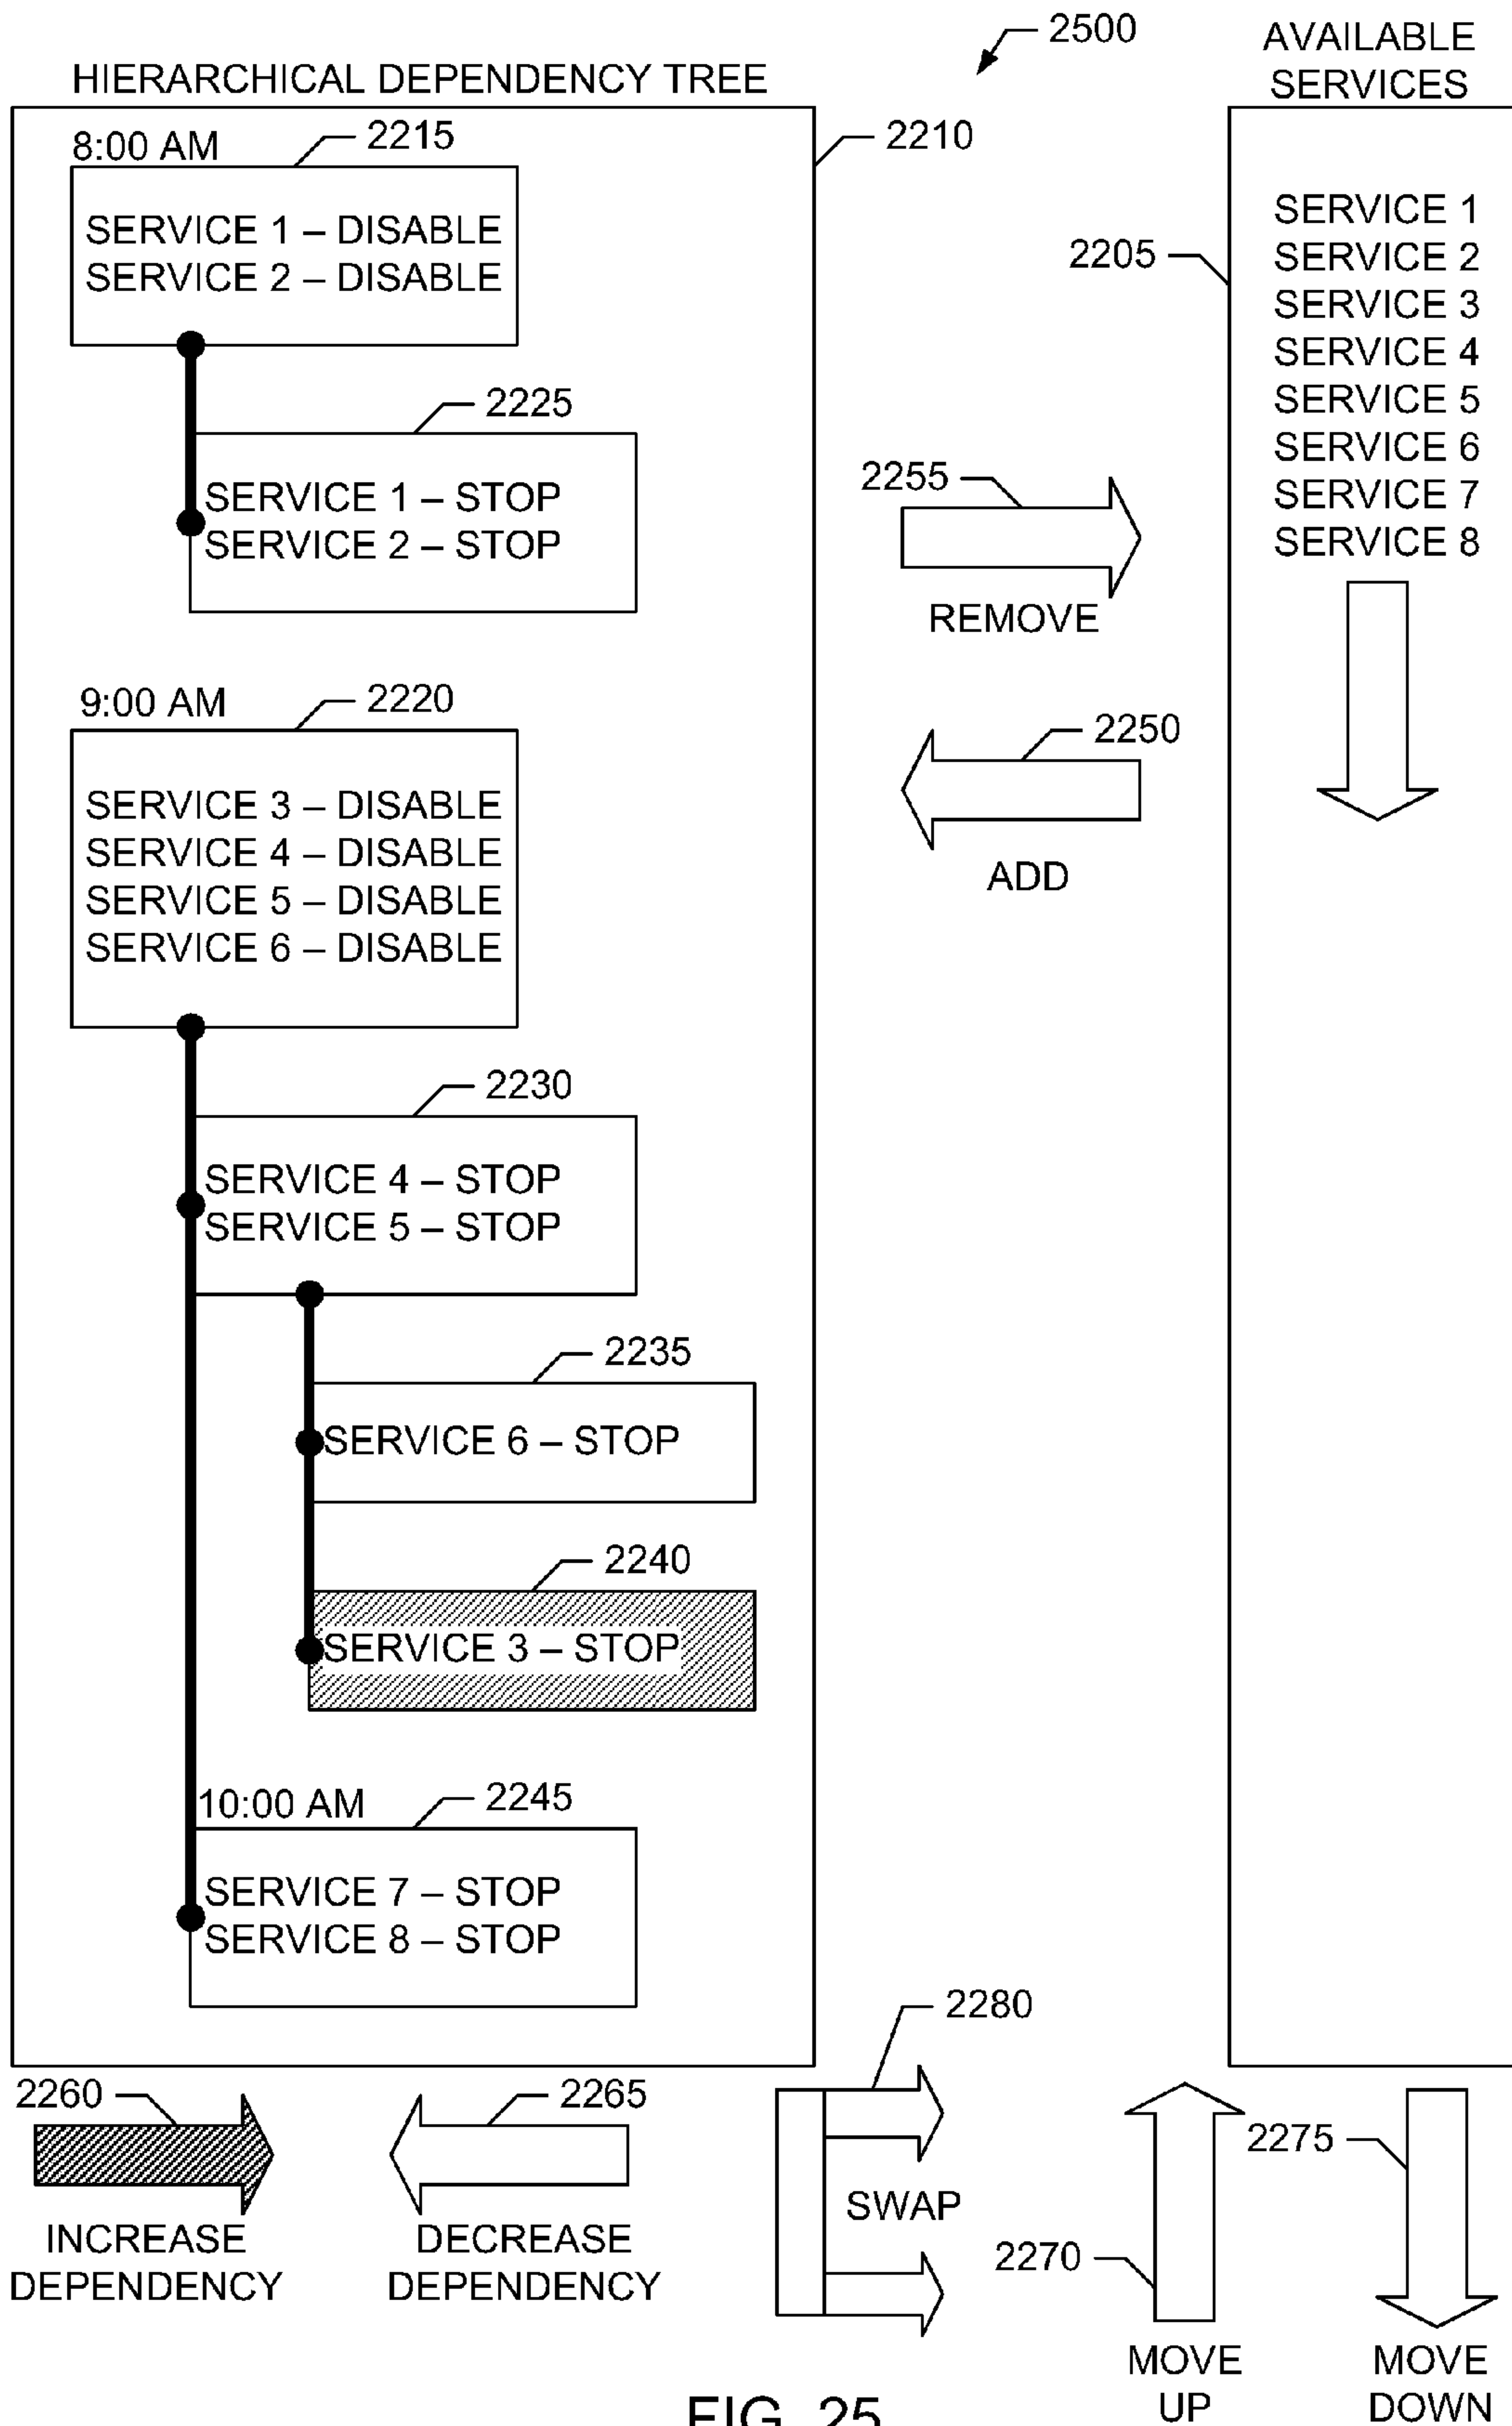 2500
AVAILABLE
SERVICES
HIERARCHICAL DEPENDENCY TREE
2210
8:00 AM
2215
SERVICE 1 – DISABLE
SERVICE 2 – DISABLE
2225
SERVICE 1 – STOP
SERVICE 2 – STOP
9:00 AM
2220
SERVICE 3 – DISABLE
SERVICE 4 – DISABLE
SERVICE 5 – DISABLE
SERVICE 6 – DISABLE
2230
SERVICE 4 – STOP
SERVICE 5 – STOP
2235
SERVICE 6 – STOP
2240
SERVICE 3 – STOP
10:00 AM
2245
SERVICE 7 – STOP
SERVICE 8 – STOP
2255
REMOVE
2250
ADD
2205
SERVICE 1
SERVICE 2
SERVICE 3
SERVICE 4
SERVICE 5
SERVICE 6
SERVICE 7
SERVICE 8
2260
INCREASE
DEPENDENCY
2265
DECREASE
DEPENDENCY
2280
SWAP
2270
MOVE
UP
2275
MOVE
DOWN
FIG. 25